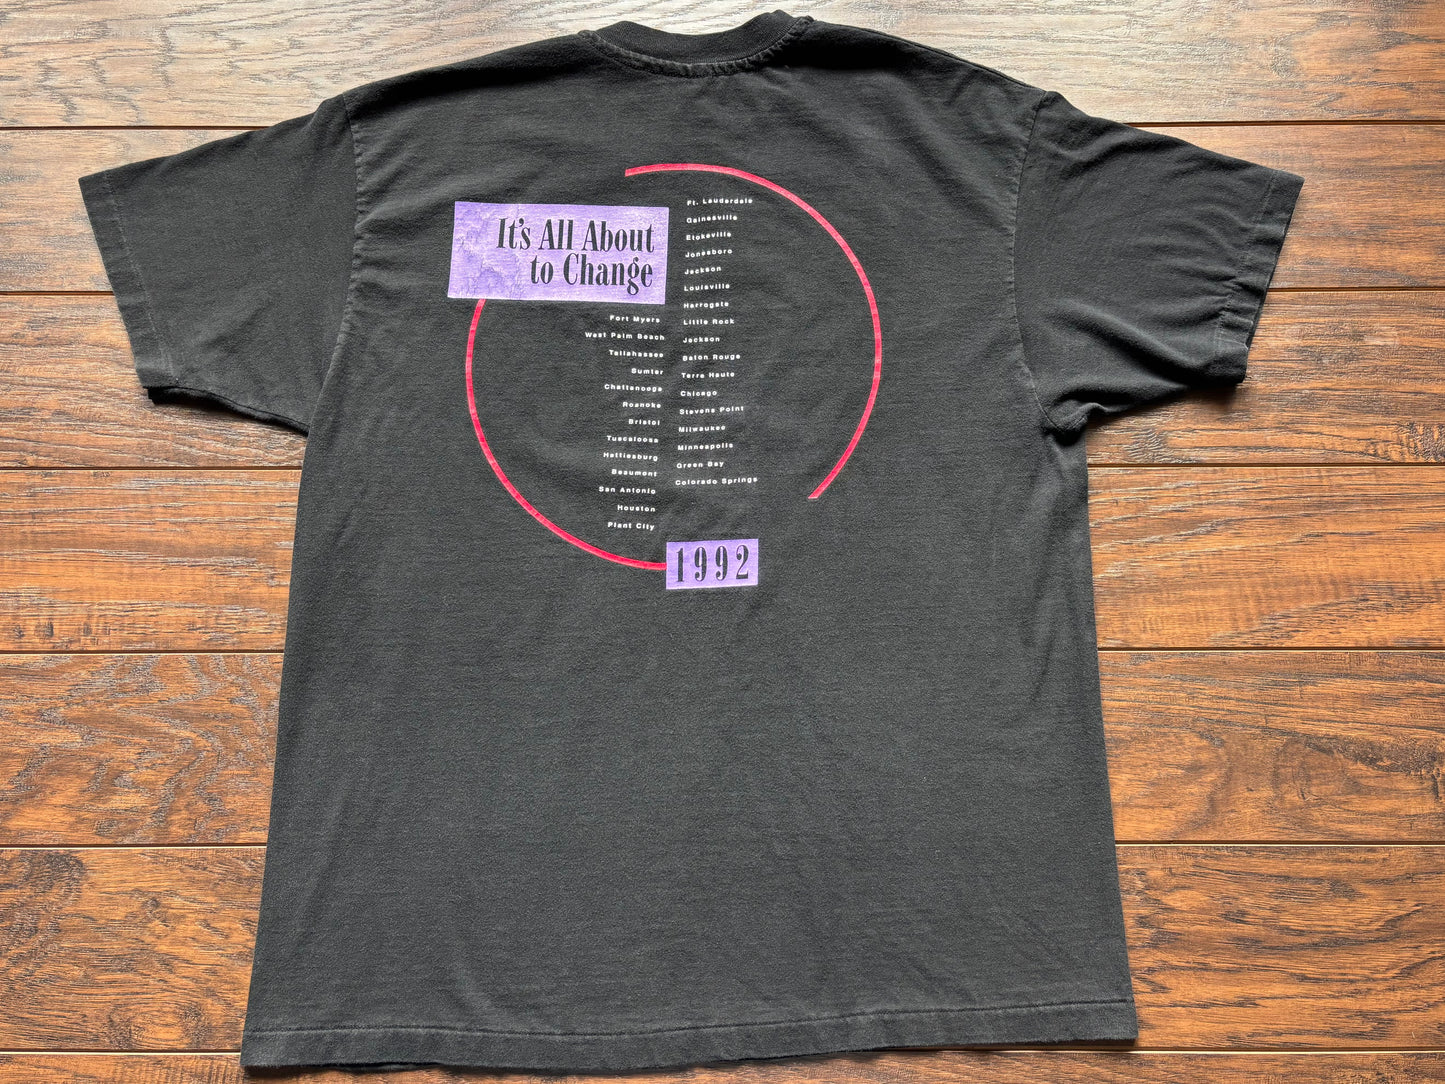 It's All About
to Change
Fort Myers
West Palm Beach
Tallahassee
Sumter
Chattanooga
Roanoke
Bristol
Tuscaloosa
Hattiesburg
Beaumont
San Antonio
Houston
Plant City
Ft. Lauderdale
Gainesville
Etokeville
Jonesboro
Jackson
Louisville
Harrogate
Little Rock
Jackson
Baton Rouge
Terre Haute
Chicago
Stevens Point
Milwaukee
Minneapolis
Green Bay
Colorado Springs
1992